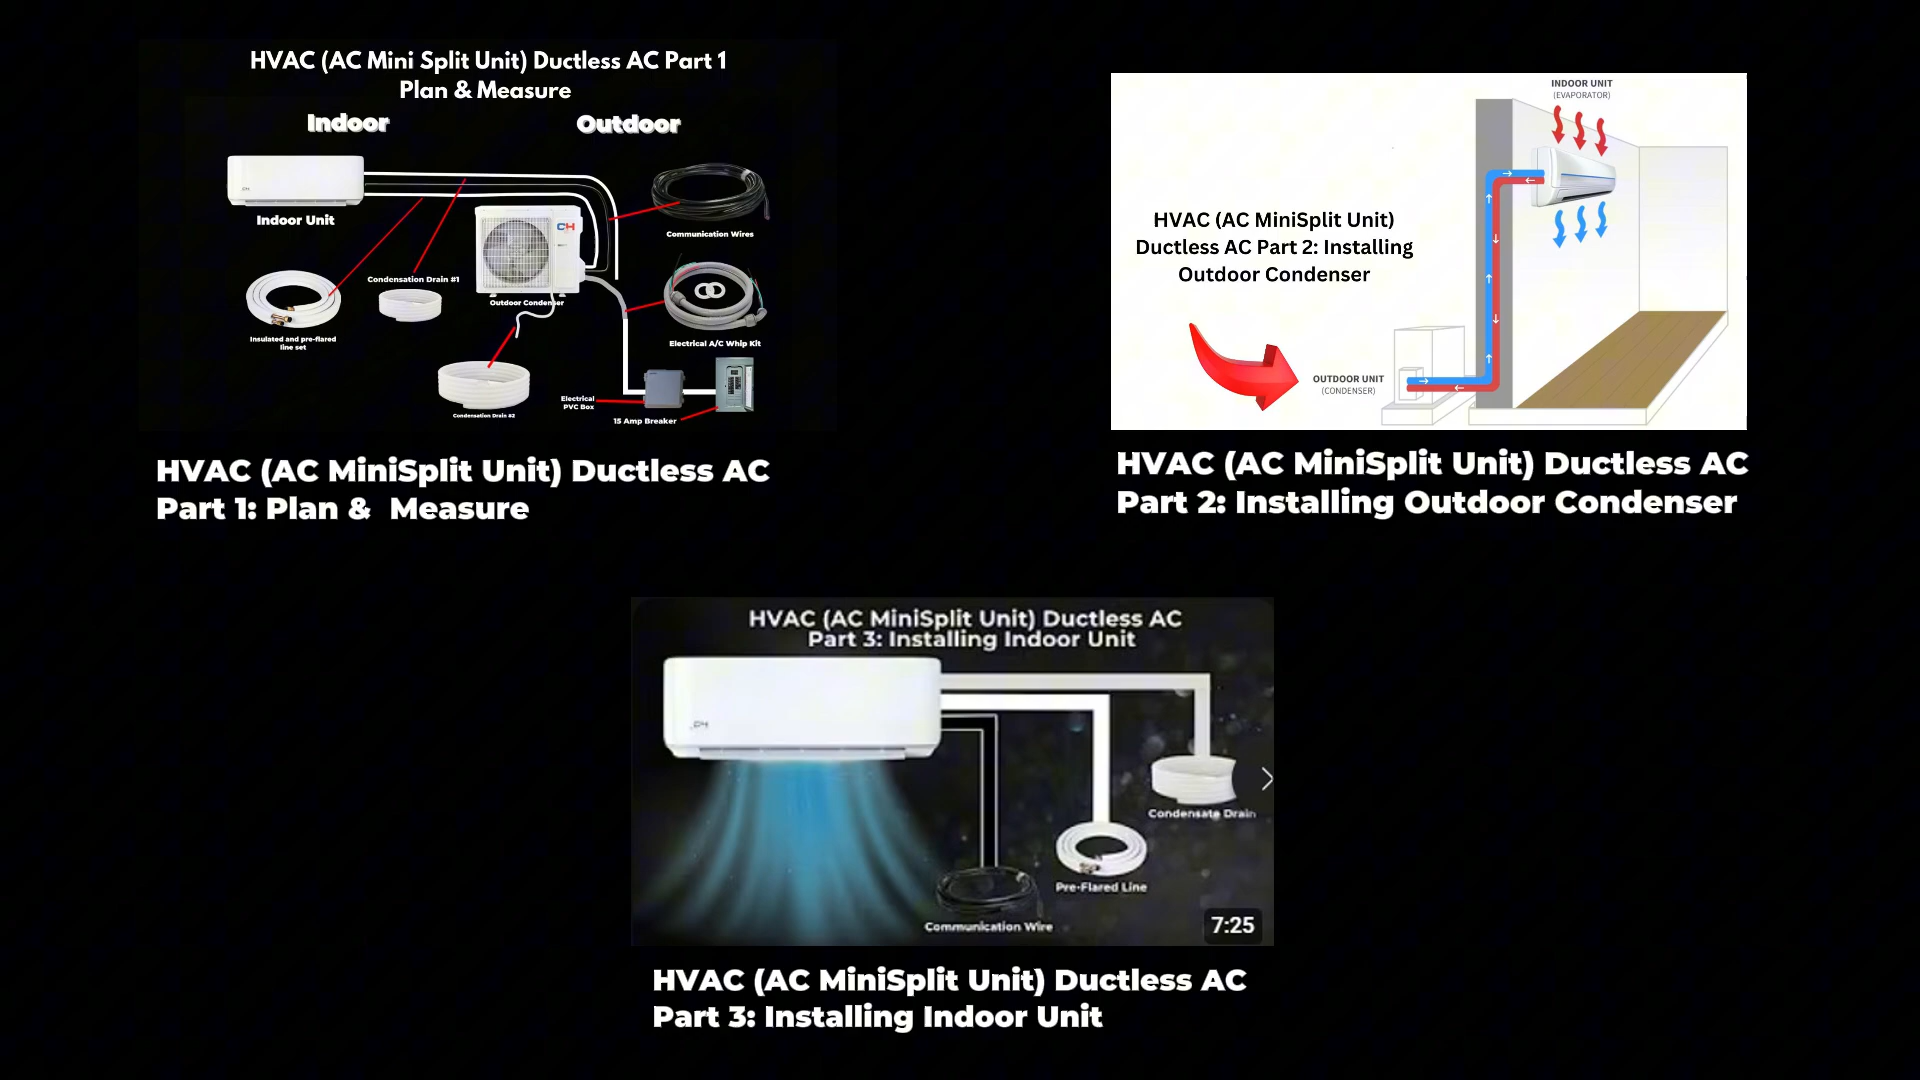 HVAC (AC Mini Split Unit) Ductless AC Part 1
Plan & Measure
Indoor
Outdoor
CH
Indoor Unit
CH
Communication Wires
Condensation Drain #1
Outdoor Condenser
Insulated and pre-flared
line set
Electrical A/C Whip Kit
Electrical
PVC Box
Condensation Drain #2
15 Amp Breaker
HVAC (AC MiniSplit Unit) Ductless AC
Part 1: Plan & Measure
INDOOR UNIT
(EVAPORATOR)
HVAC (AC MiniSplit Unit)
Ductless AC Part 2: Installing
Outdoor Condenser
OUTDOOR UNIT
(CONDENSER)
HVAC (AC MiniSplit Unit) Ductless AC
Part 2: Installing Outdoor Condenser
HVAC (AC MiniSplit Unit) Ductless AC
Part 3: Installing Indoor Unit
CH
Condensate Drain
Pre-Flared Line
Communication Wire
7:25
HVAC (AC MiniSplit Unit) Ductless AC
Part 3: Installing Indoor Unit